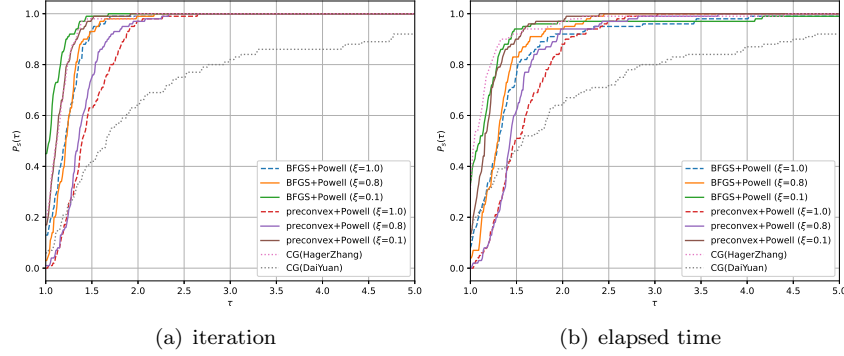 1.0
0.8
0.6
0.4
0.2
0.0
P_s(τ)
BFGS+Powell (ξ=1.0)
BFGS+Powell (ξ=0.8)
BFGS+Powell (ξ=0.1)
preconvex+Powell (ξ=1.0)
preconvex+Powell (ξ=0.8)
preconvex+Powell (ξ=0.1)
CG(HagerZhang)
CG(DaiYuan)
1.0 1.5 2.0 2.5 3.0 3.5 4.0 4.5 5.0
τ
(a) iteration
1.0
0.8
0.6
0.4
0.2
0.0
P_s(τ)
BFGS+Powell (ξ=1.0)
BFGS+Powell (ξ=0.8)
BFGS+Powell (ξ=0.1)
preconvex+Powell (ξ=1.0)
preconvex+Powell (ξ=0.8)
preconvex+Powell (ξ=0.1)
CG(HagerZhang)
CG(DaiYuan)
1.0 1.5 2.0 2.5 3.0 3.5 4.0 4.5 5.0
τ
(b) elapsed time